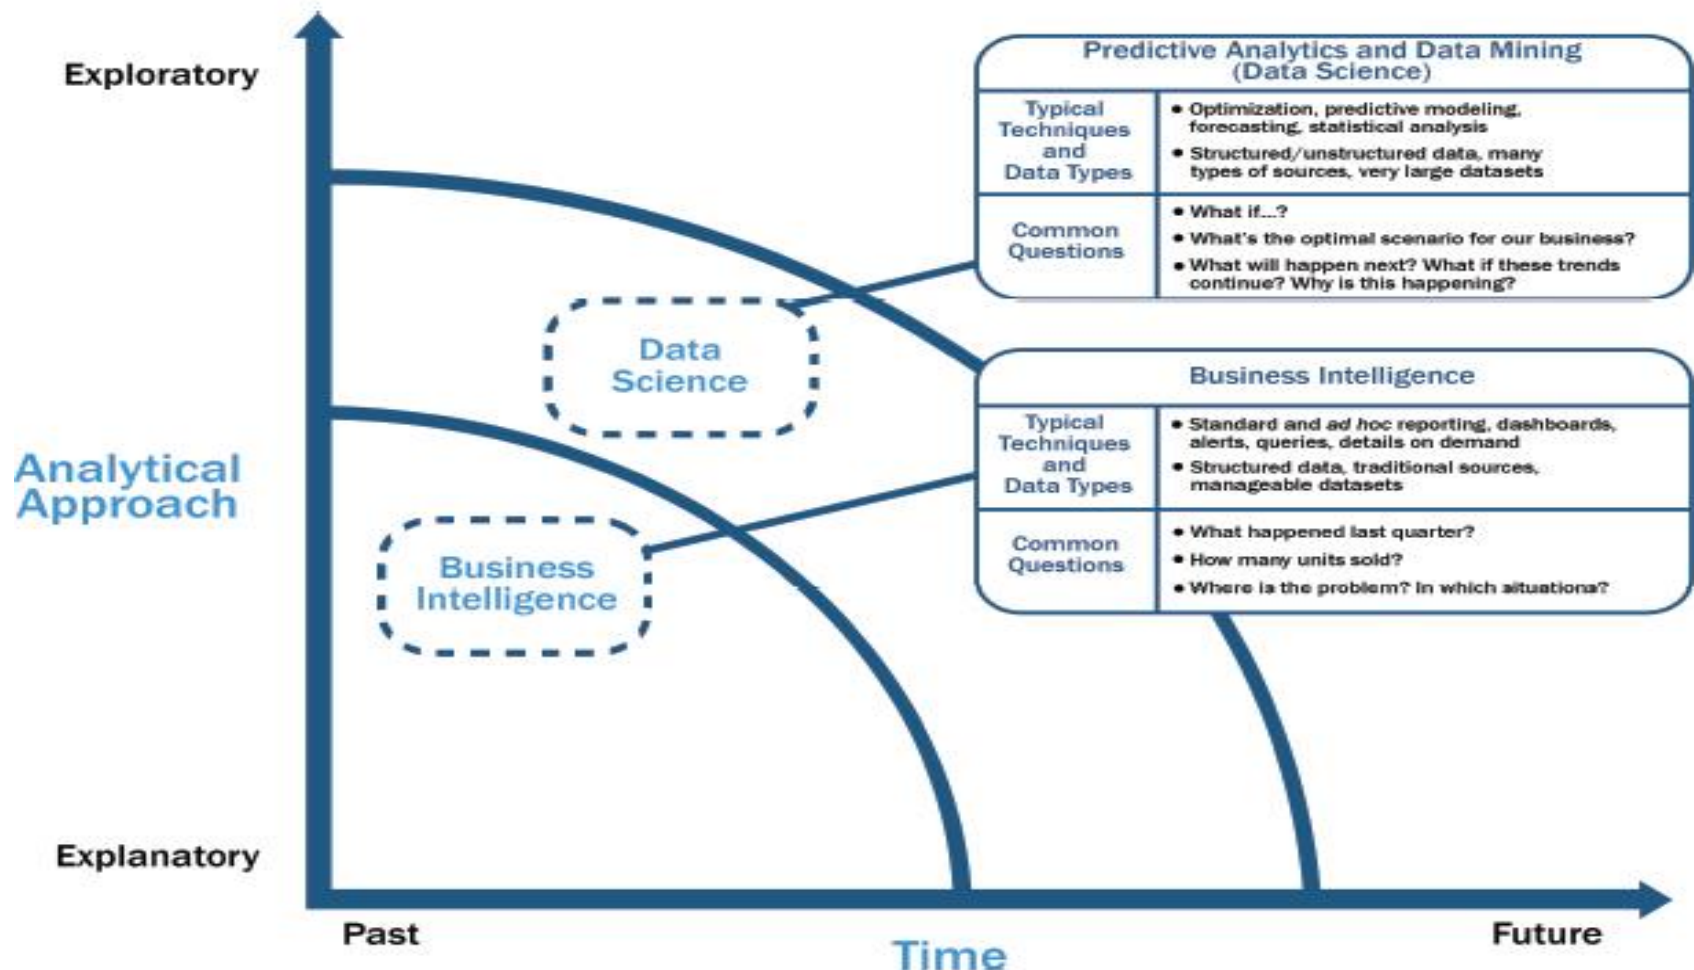 Exploratory
Analytical
Approach
Explanatory
Past
Time
Future
Data
Science
Business
Intelligence
Predictive Analytics and Data Mining
(Data Science)
Typical
Techniques
and
Data Types
• Optimization, predictive modeling,
forecasting, statistical analysis
• Structured/unstructured data, many
types of sources, very large datasets
Common
Questions
• What if...?
• What's the optimal scenario for our business?
• What will happen next? What if these trends
continue? Why is this happening?
Business Intelligence
Typical
Techniques
and
Data Types
• Standard and ad hoc reporting, dashboards,
alerts, queries, details on demand
• Structured data, traditional sources,
manageable datasets
Common
Questions
• What happened last quarter?
• How many units sold?
• Where is the problem? In which situations?